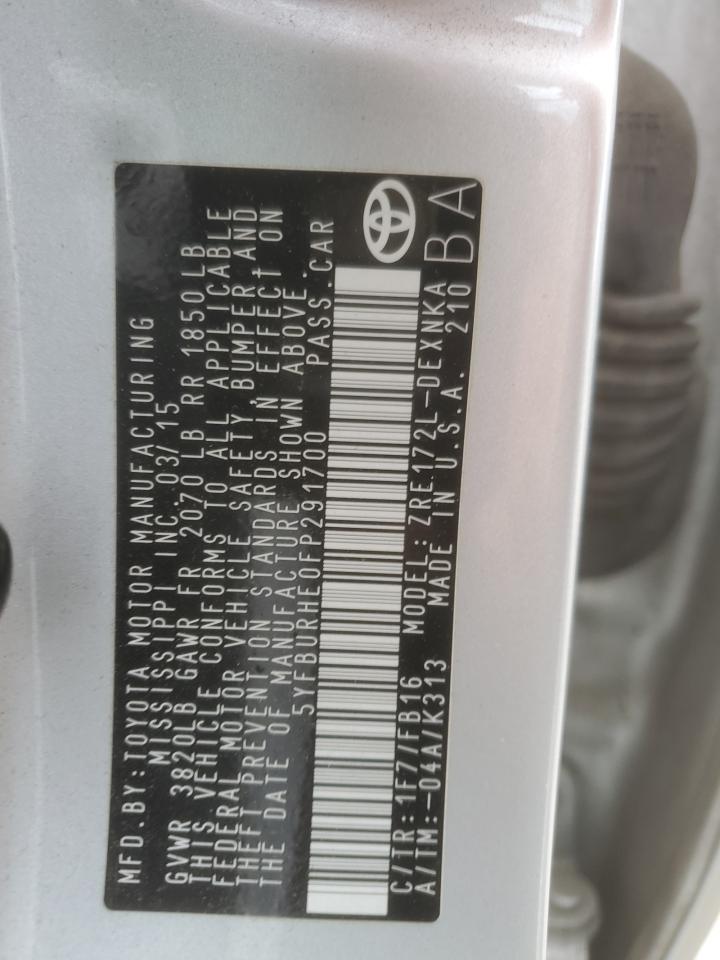 MFD.BY:TOYOTA MOTOR MANUFACTURING
MISSISSIPPI INC.03/15
GVWR 3820LB GAWR FR 2070LB RR 1850LB
THIS VEHICLE CONFORMS TO ALL APPLICABLE
FEDERAL MOTOR VEHICLE SAFETY, BUMPER, AND
THEFT PREVENTION STANDARDS IN EFFECT ON
THE DATE OF MANUFACTURE SHOWN ABOVE.
5YFBURHE0FP291700 PASS.CAR
C/TR:1F7/FB16 MODEL:ZRE172L-DEXNKA
A/TM:-04A/K313 MADE IN U.S.A. 210
BA